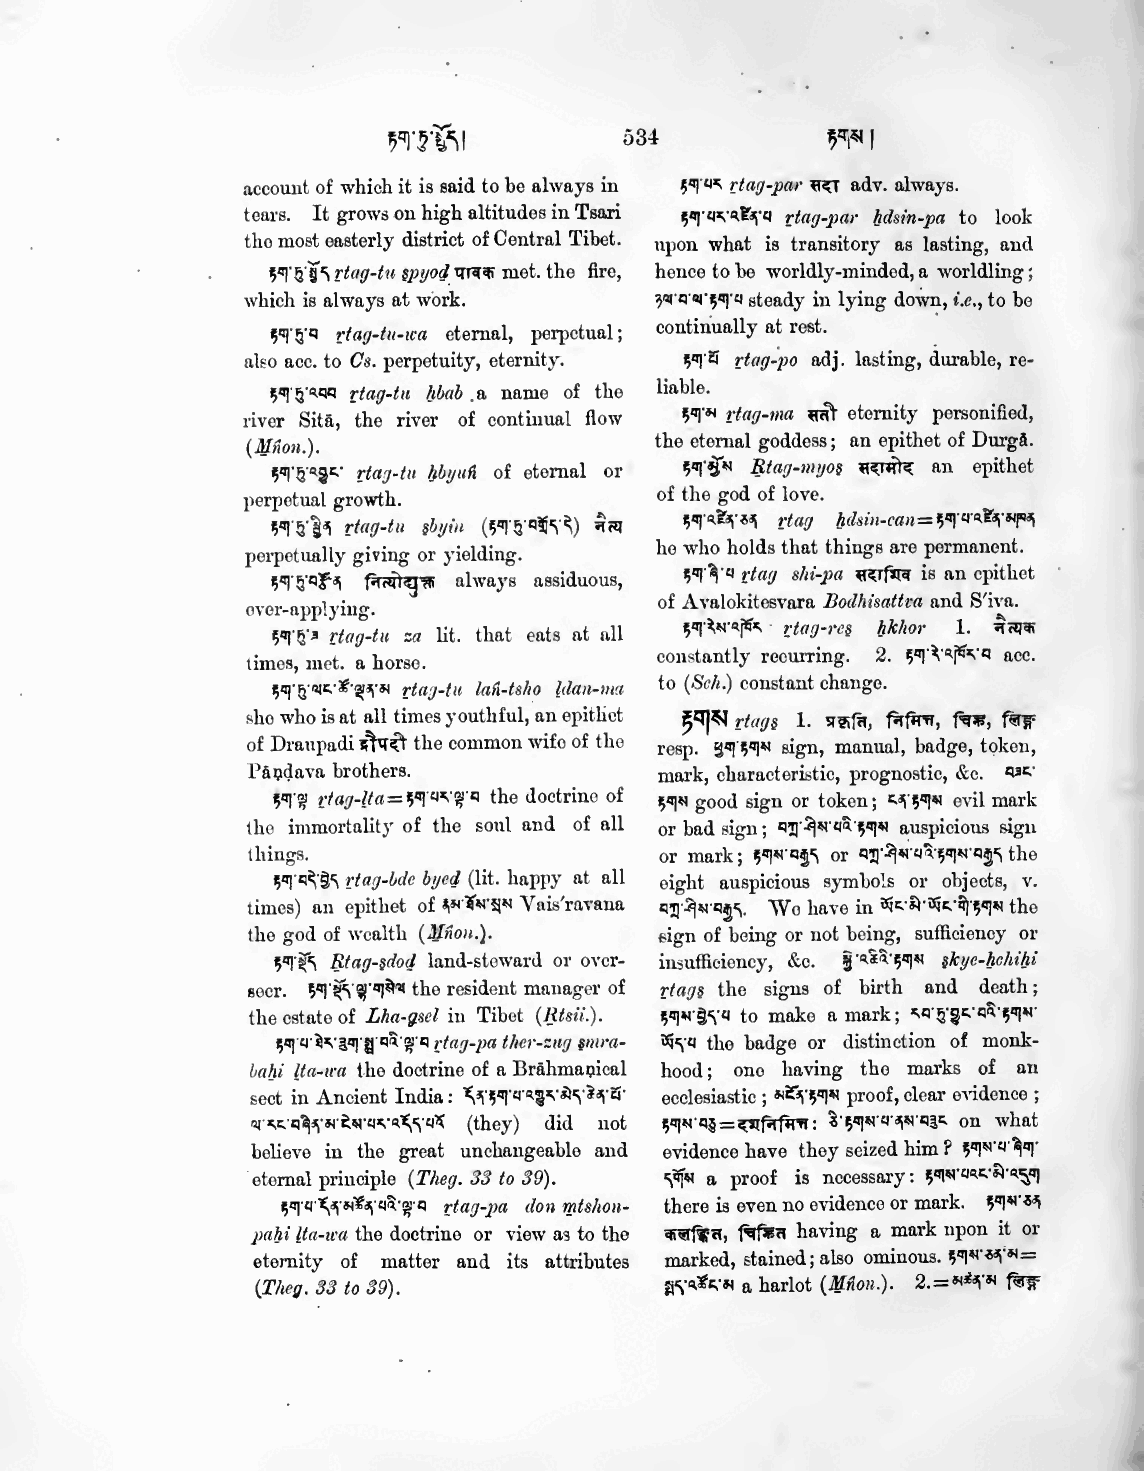 རྟག་ཏུ་སྤྱོད། 534 རྟགས།
account of which it is said to be always in
tears. It grows on high altitudes in Tsari
the most easterly district of Central Tibet.
རྟག་ཏུ་སྤྱོད rtag-tu spyod पावक met. the fire,
which is always at work.
རྟག་ཏུ་བ rtag-tu-wa eternal, perpetual;
also acc. to Cs. perpetuity, eternity.
རྟག་ཏུ་འབབ rtag-tu ḥbab a name of the
river Sitā, the river of continual flow
(Mṅon.).
རྟག་ཏུ་འབྱུང་ rtag-tu ḥbyuṅ of eternal or
perpetual growth.
རྟག་ཏུ་སྦྱིན rtag-tu sbyin (རྟག་ཏུ་བསྒྲོད་དེ) नैत्य
perpetually giving or yielding.
རྟག་ཏུ་བརྩོན नित्योद्युक्त always assiduous,
over-applying.
རྟག་ཏུ་ཟ rtag-tu za lit. that eats at all
times, met. a horse.
རྟག་ཏུ་ལང་ཚོ་ལྡན་མ rtag-tu laṅ-tsho ldan-ma
she who is at all times youthful, an epithet
of Draupadi द्रौपदी the common wife of the
Pāṇḍava brothers.
རྟག་ལྟ rtag-lta=རྟག་པར་ལྟ་བ the doctrine of
the immortality of the soul and of all
things.
རྟག་བདེ་བྱེད rtag-bde byed (lit. happy at all
times) an epithet of རྣམ་ཐོས་སྲས Vais'ravana
the god of wealth (Mṅon.).
རྟག་སྡོད Rtag-sdod land-steward or over-
seer. རྟག་སྡོད་ལྷ་གསེལ the resident manager of
the estate of Lha-gsel in Tibet (Rtsii.).
རྟག་པ་ཐེར་ཟུག་སྨྲ་བའི་ལྟ་བ rtag-pa ther-zug smra-
baḥi lta-wa the doctrine of a Brāhmaṇical
sect in Ancient India: དོན་རྟག་པ་འགྱུར་མེད་ཆེན་པོ་
ལ་རང་བཞིན་མ་ངེས་པར་འདོད་པའོ (they) did not
believe in the great unchangeable and
eternal principle (Theg. 33 to 39).
རྟག་པ་དོན་མཚོན་པའི་ལྟ་བ rtag-pa don mtshon-
paḥi lta-wa the doctrine or view as to the
eternity of matter and its attributes
(Theg. 33 to 39).
རྟག་པར rtag-par सदा adv. always.
རྟག་པར་འཛིན་པ rtag-par ḥdsin-pa to look
upon what is transitory as lasting, and
hence to be worldly-minded, a worldling;
ཉལ་བ་ལ་རྟག་པ steady in lying down, i.e., to be
continually at rest.
རྟག་པོ rtag-po adj. lasting, durable, re-
liable.
རྟག་མ rtag-ma सती eternity personified,
the eternal goddess; an epithet of Durgā.
རྟག་མྱོས Rtag-myos सदामोद an epithet
of the god of love.
རྟག་འཛིན་ཅན rtag ḥdsin-can=རྟག་པ་འཛིན་མཁན
he who holds that things are permanent.
རྟག་ཞི་པ rtag shi-pa सदाशिव is an epithet
of Avalokitesvara Bodhisattva and S'iva.
རྟག་རེས་འཁོར rtag-res ḥkhor 1. नैत्यक
constantly recurring. 2. རྟག་རེ་འཁོར་བ acc.
to (Sch.) constant change.
རྟགས rtags 1. प्रकृति, निमित्त, चिह्न, लिङ्ग
resp. ཕྱག་རྟགས sign, manual, badge, token,
mark, characteristic, prognostic, &c. བཟང་
རྟགས good sign or token; ངན་རྟགས evil mark
or bad sign; བཀྲ་ཤིས་པའི་རྟགས auspicious sign
or mark; རྟགས་བརྒྱད or བཀྲ་ཤིས་པའི་རྟགས་བརྒྱད the
eight auspicious symbols or objects, v.
བཀྲ་ཤིས་བརྒྱད. We have in ཨོང་མི་ཨོང་གི་རྟགས the
sign of being or not being, sufficiency or
insufficiency, &c. སྐྱེ་འཆིའི་རྟགས skye-ḥchiḥi
rtags the signs of birth and death;
རྟགས་བྱེད་པ to make a mark; རབ་ཏུ་བྱུང་བའི་རྟགས་
ཡོད་པ the badge or distinction of monk-
hood; one having the marks of an
ecclesiastic; མངོན་རྟགས proof, clear evidence;
རྟགས་བཅུ=दशनिमित्त: ཅི་རྟགས་པ་ནས་བཟུང on what
evidence have they seized him? རྟགས་པ་ཞིག་
དགོས a proof is necessary: རྟགས་པའང་མི་འདུག
there is even no evidence or mark. རྟགས་ཅན
कलङ्कित, चिह्नित having a mark upon it or
marked, stained; also ominous. རྟགས་ཅན་མ=
སྨད་འཚོང་མ a harlot (Mṅon.). 2.=མཚན་མ लिङ्ग